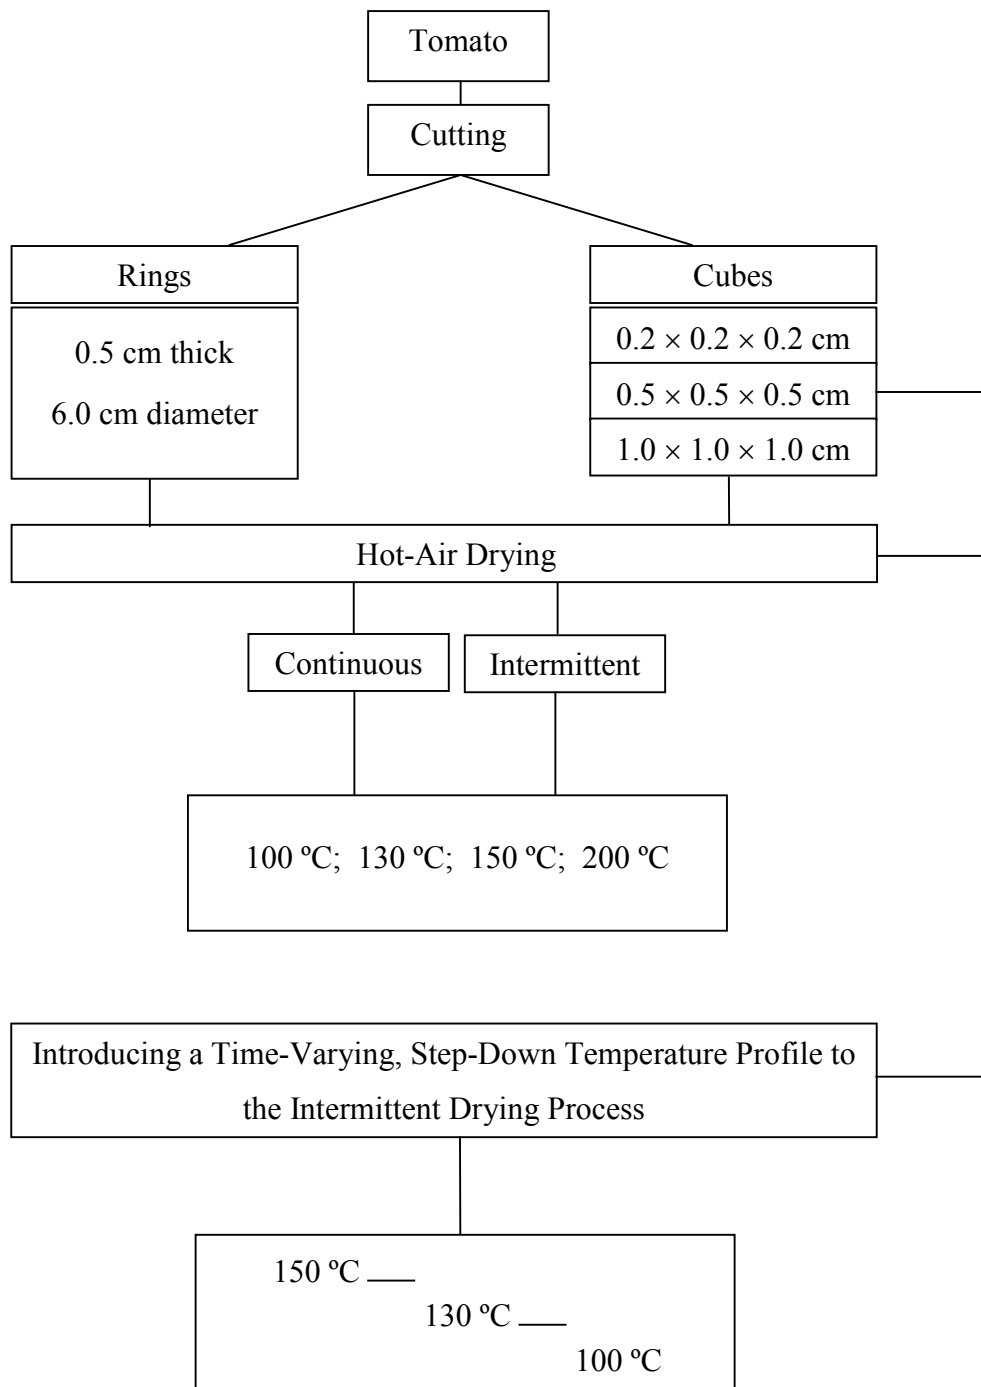 Tomato
Cutting
Rings
Cubes
0.5 cm thick
6.0 cm diameter
0.2 × 0.2 × 0.2 cm
0.5 × 0.5 × 0.5 cm
1.0 × 1.0 × 1.0 cm
Hot-Air Drying
Continuous
Intermittent
100 ºC; 130 ºC; 150 ºC; 200 ºC
Introducing a Time-Varying, Step-Down Temperature Profile to
the Intermittent Drying Process
150 ºC
130 ºC
100 ºC